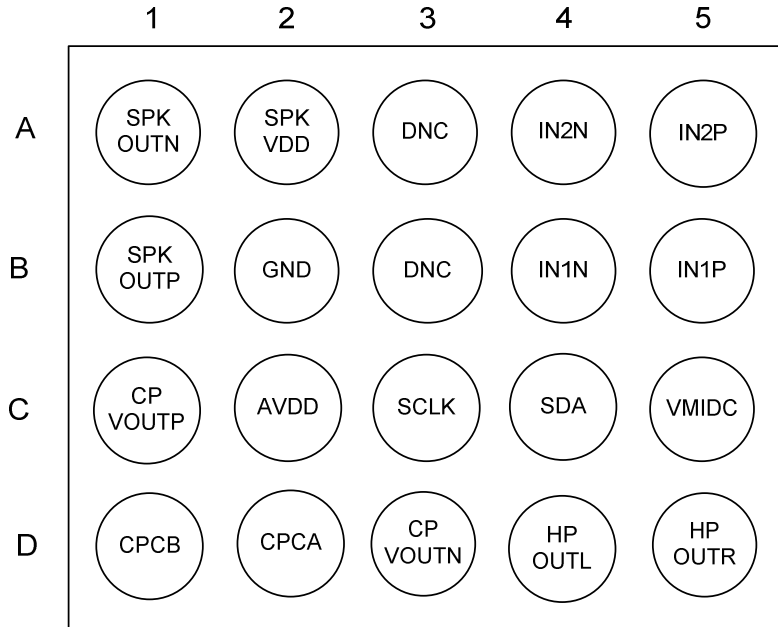 1 2 3 4 5
A
SPK
OUTN
SPK
VDD
DNC
IN2N
IN2P
B
SPK
OUTP
GND
DNC
IN1N
IN1P
C
CP
VOUTP
AVDD
SCLK
SDA
VMIDC
D
CPCB
CPCA
CP
VOUTN
HP
OUTL
HP
OUTR